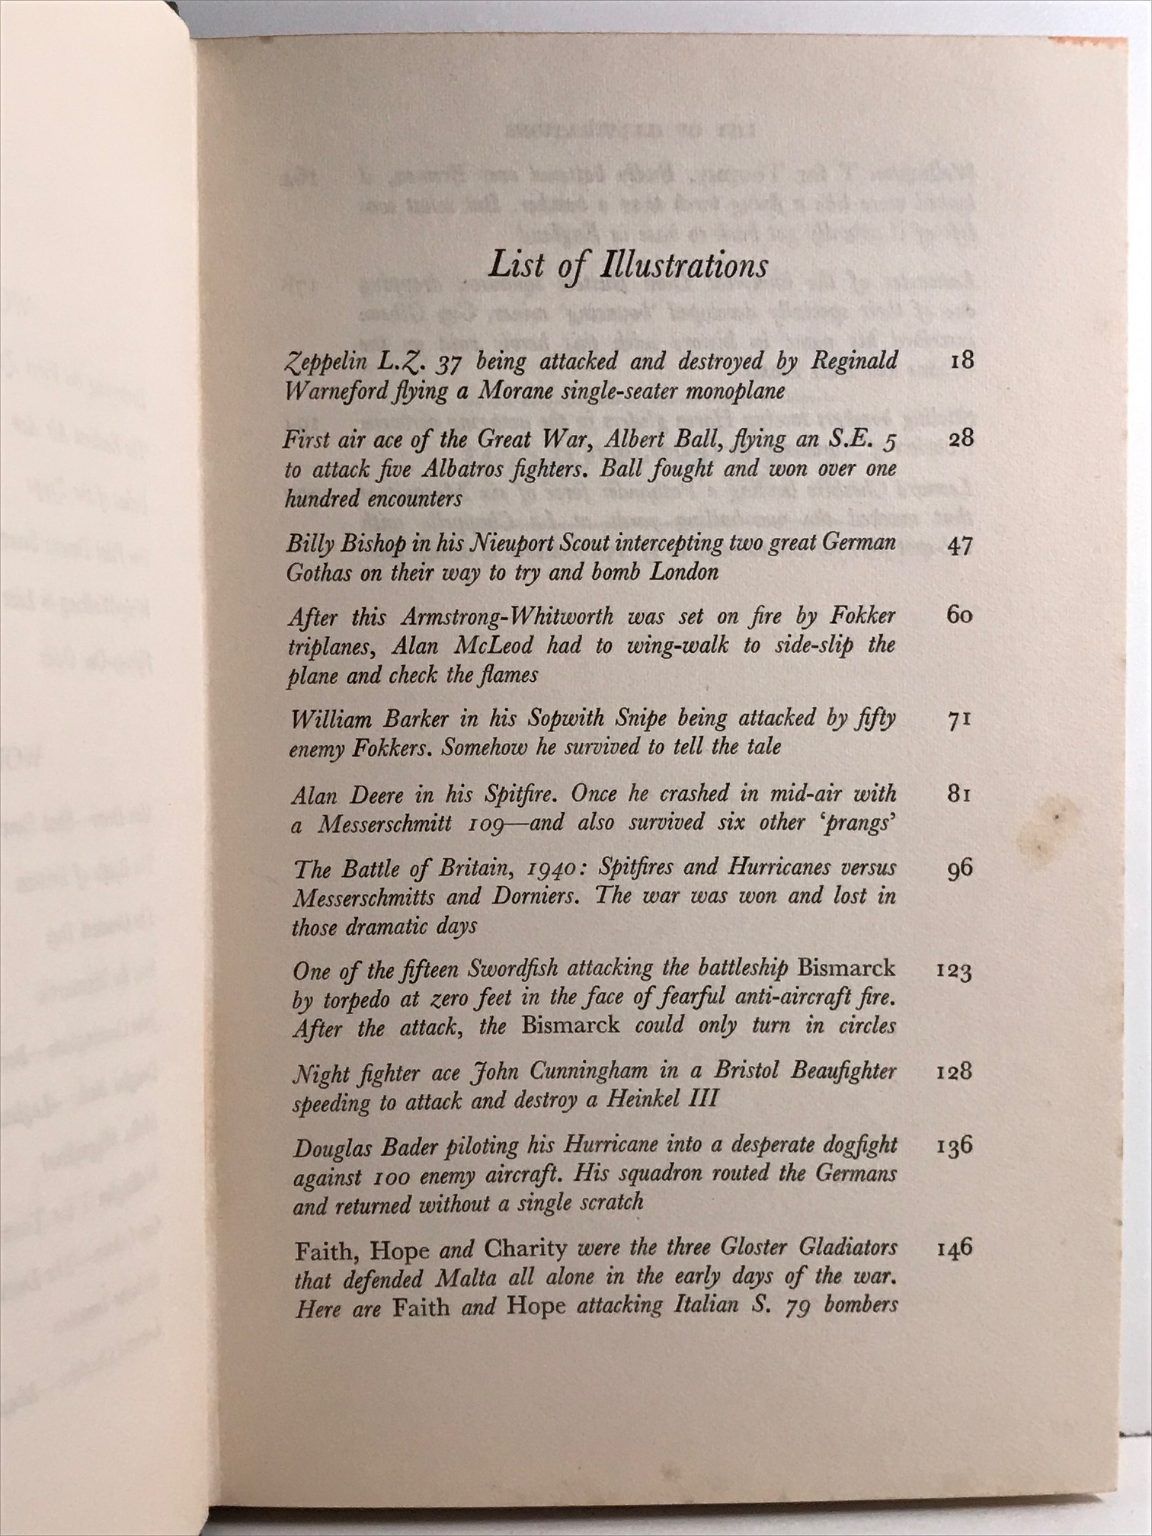 List of Illustrations
Zeppelin L.Z. 37 being attacked and destroyed by Reginald 18
Warneford flying a Morane single-seater monoplane
First air ace of the Great War, Albert Ball, flying an S.E. 5 28
to attack five Albatros fighters. Ball fought and won over one
hundred encounters
Billy Bishop in his Nieuport Scout intercepting two great German 47
Gothas on their way to try and bomb London
After this Armstrong-Whitworth was set on fire by Fokker 60
triplanes, Alan McLeod had to wing-walk to side-slip the
plane and check the flames
William Barker in his Sopwith Snipe being attacked by fifty 71
enemy Fokkers. Somehow he survived to tell the tale
Alan Deere in his Spitfire. Once he crashed in mid-air with 81
a Messerschmitt 109—and also survived six other ‘prangs’
The Battle of Britain, 1940: Spitfires and Hurricanes versus 96
Messerschmitts and Dorniers. The war was won and lost in
those dramatic days
One of the fifteen Swordfish attacking the battleship Bismarck 123
by torpedo at zero feet in the face of fearful anti-aircraft fire.
After the attack, the Bismarck could only turn in circles
Night fighter ace John Cunningham in a Bristol Beaufighter 128
speeding to attack and destroy a Heinkel III
Douglas Bader piloting his Hurricane into a desperate dogfight 136
against 100 enemy aircraft. His squadron routed the Germans
and returned without a single scratch
Faith, Hope and Charity were the three Gloster Gladiators 146
that defended Malta all alone in the early days of the war.
Here are Faith and Hope attacking Italian S. 79 bombers